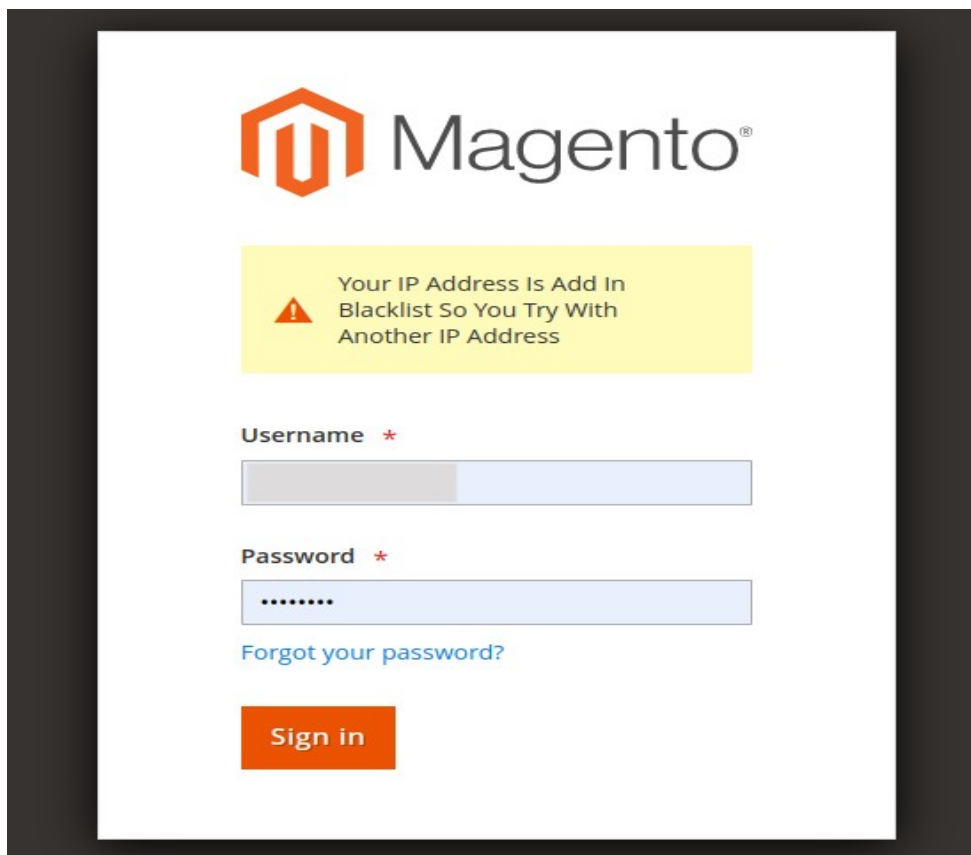 Magento®
Your IP Address Is Add In
Blacklist So You Try With
Another IP Address
Username *
Password *
••••••••
Forgot your password?
Sign in